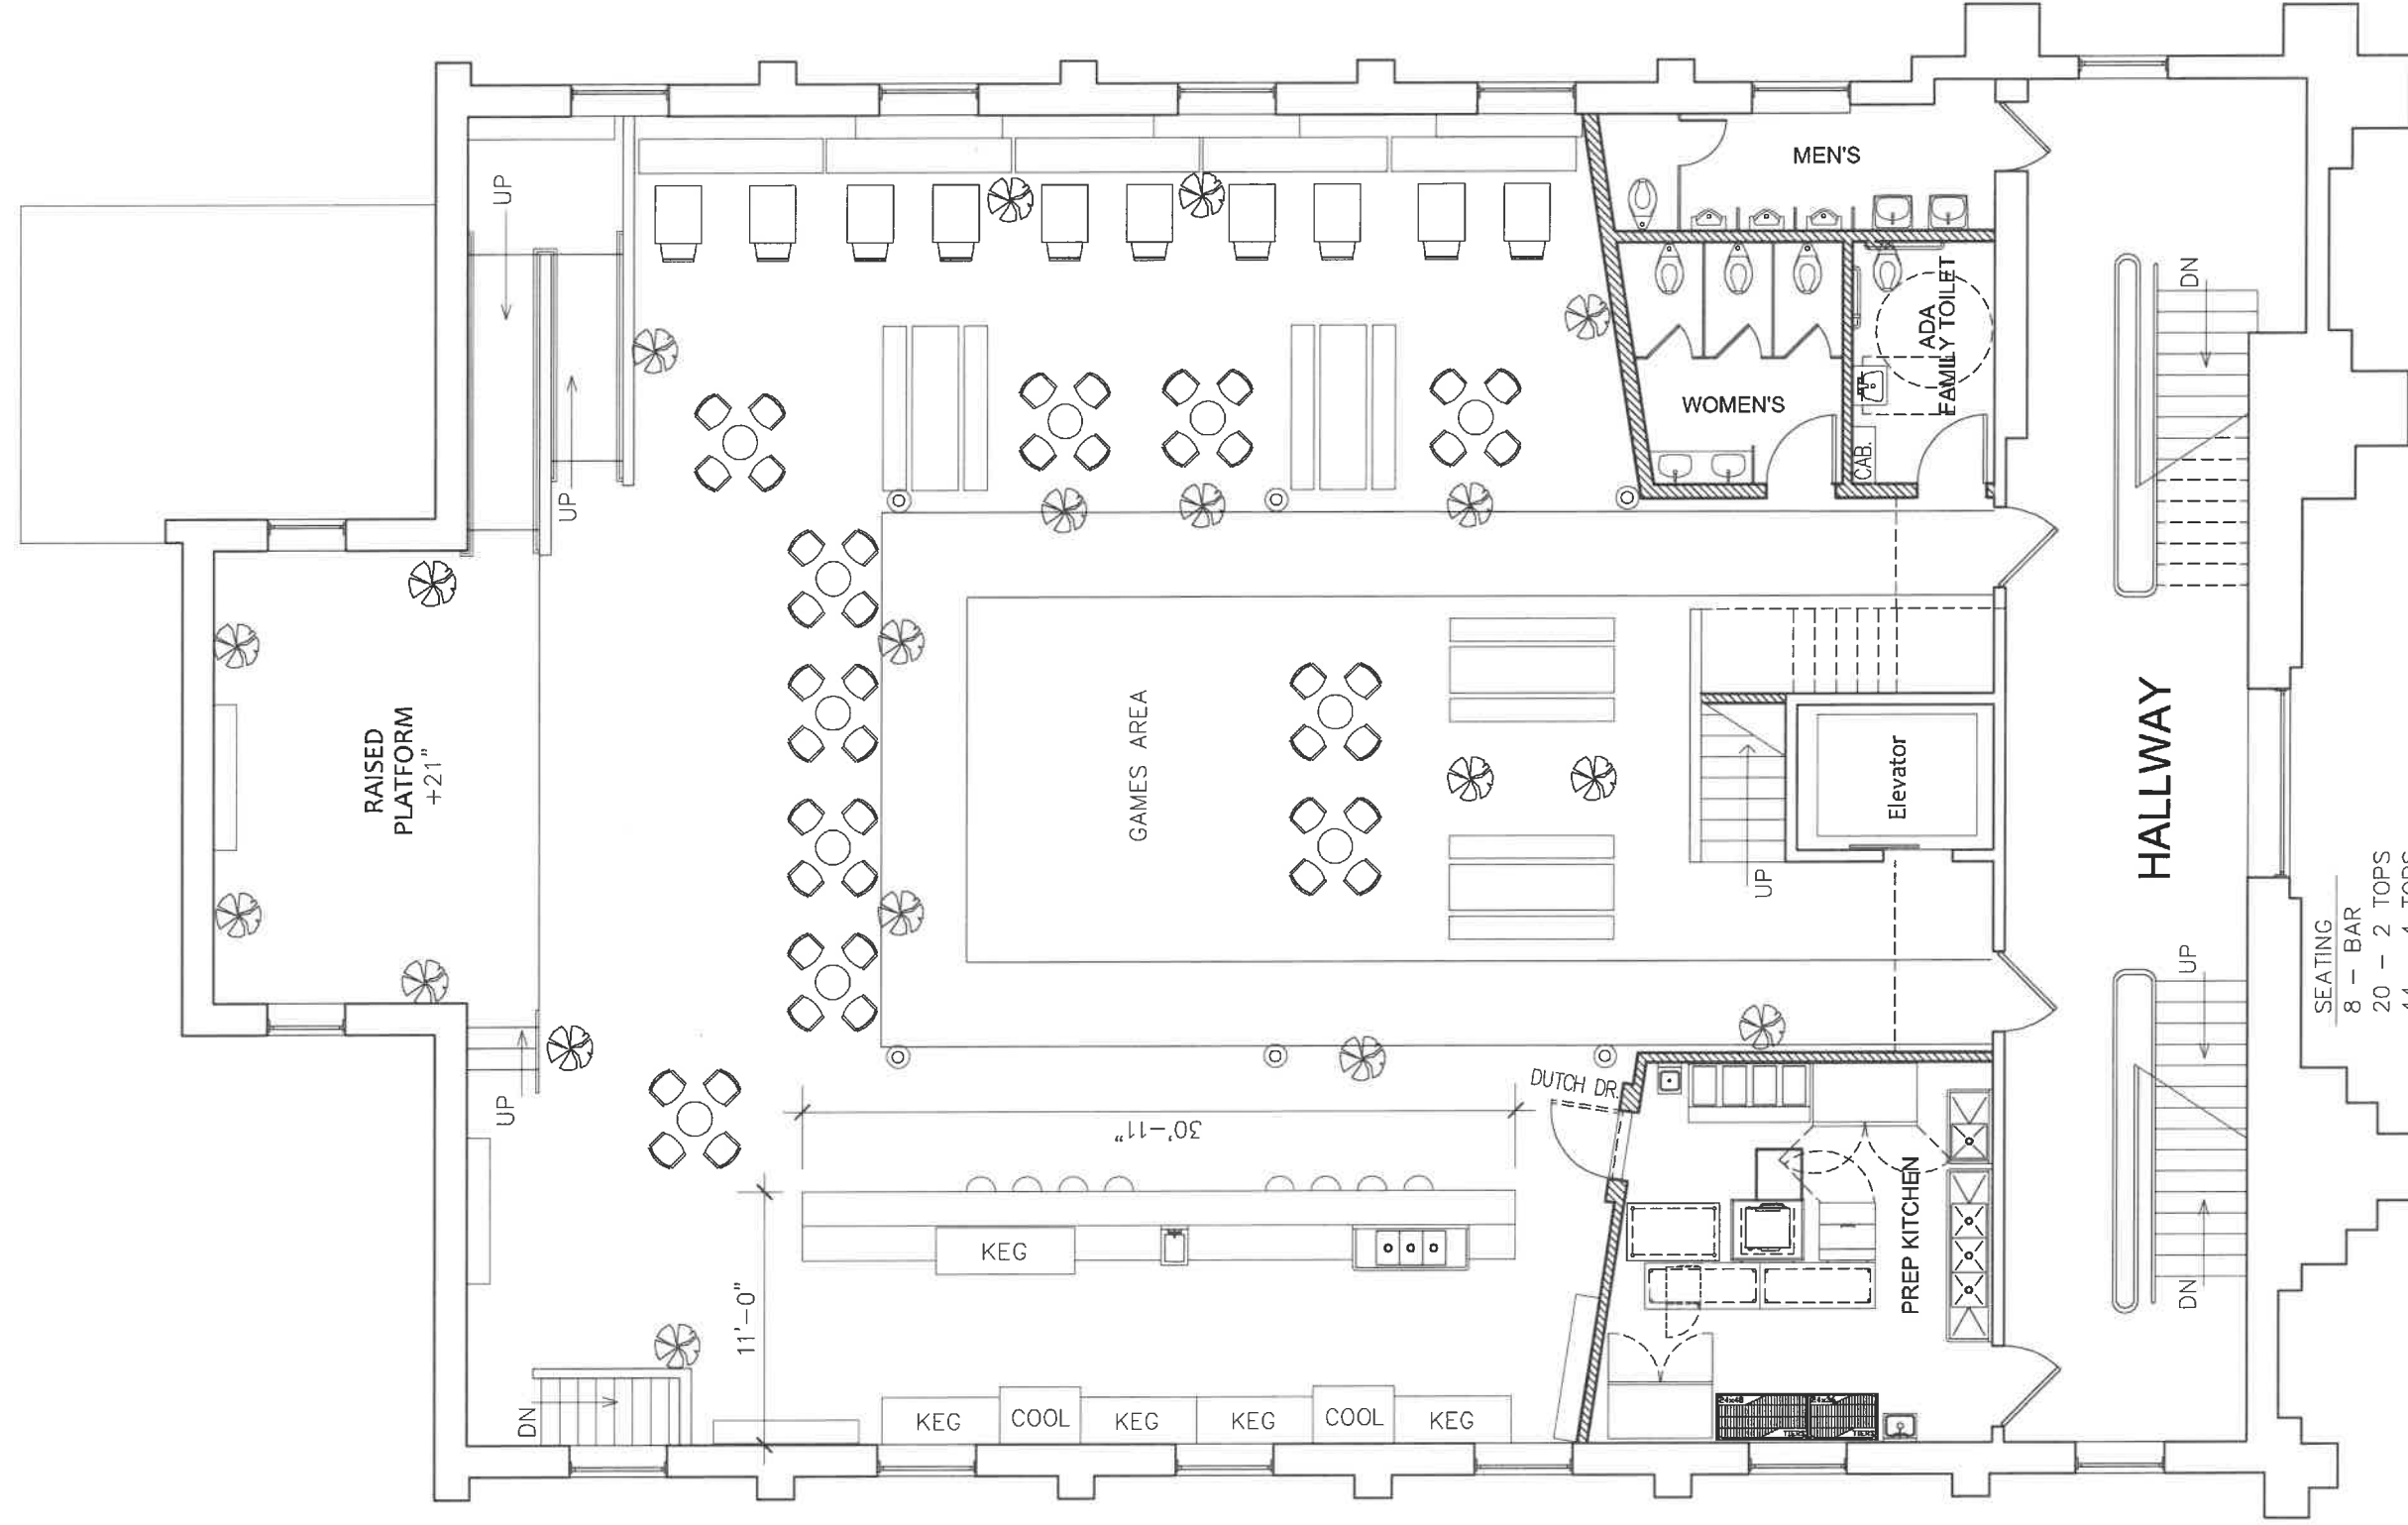 UP
UP
MEN'S
WOMEN'S
ADA
FAMILY TOILET
CAB.
DN
RAISED
PLATFORM
+21"
GAMES AREA
Elevator
UP
HALLWAY
UP
DUTCH DR.
30'-11"
KEG
11'-0"
PREP KITCHEN
UP
DN
DN
KEG
COOL
KEG
KEG
COOL
KEG
SEATING
8 - BAR
20 - 2 TOPS